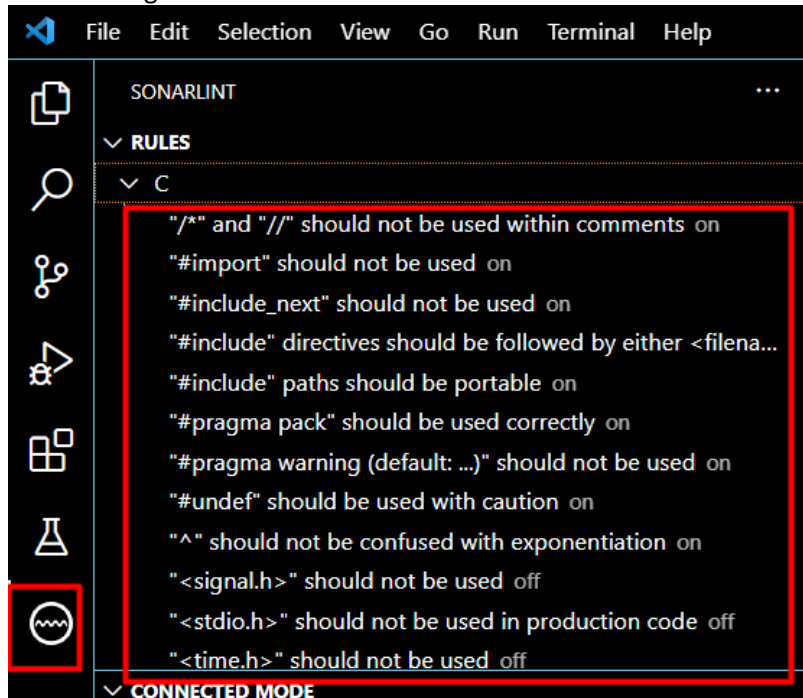 File Edit Selection View Go Run Terminal Help
SONARLINT ...
RULES
C
"/*" and "//" should not be used within comments on
"#import" should not be used on
"#include_next" should not be used on
"#include" directives should be followed by either <filena...
"#include" paths should be portable on
"#pragma pack" should be used correctly on
"#pragma warning (default: ...)" should not be used on
"#undef" should be used with caution on
"^" should not be confused with exponentiation on
"<signal.h>" should not be used off
"<stdio.h>" should not be used in production code off
"<time.h>" should not be used off
CONNECTED MODE